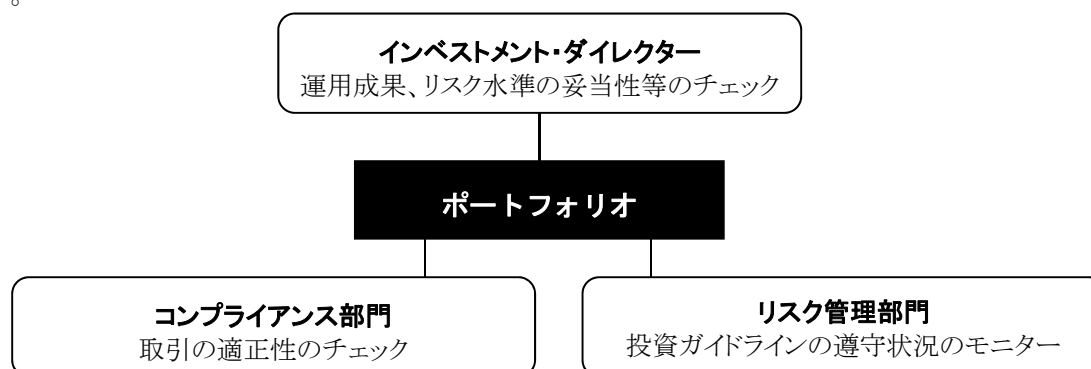 。
インベストメント・ダイレクター
運用成果、リスク水準の妥当性等のチェック
ポートフォリオ
コンプライアンス部門
取引の適正性のチェック
リスク管理部門
投資ガイドラインの遵守状況のモニター